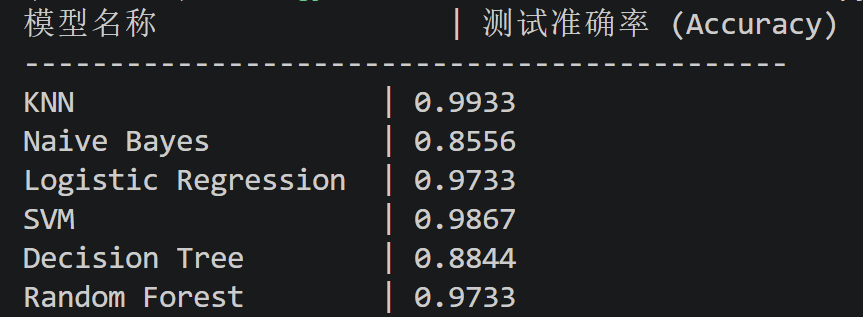 模型名称 | 测试准确率 (Accuracy)
---------------------------------------------
KNN | 0.9933
Naive Bayes | 0.8556
Logistic Regression | 0.9733
SVM | 0.9867
Decision Tree | 0.8844
Random Forest | 0.9733